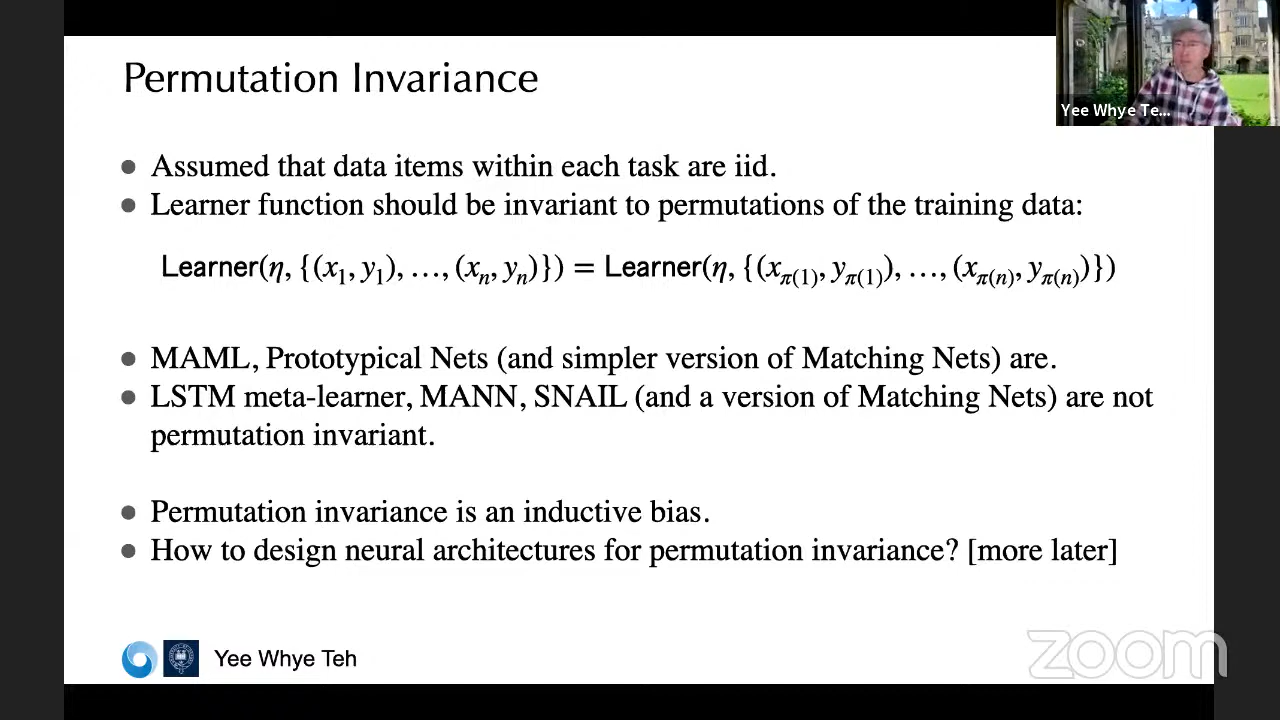 Permutation Invariance
Yee Whye Te...
● Assumed that data items within each task are iid.
● Learner function should be invariant to permutations of the training data:
Learner(η, {(x₁, y₁), …, (xₙ, yₙ)}) = Learner(η, {(x_π(1), y_π(1)), …, (x_π(n), y_π(n))})
● MAML, Prototypical Nets (and simpler version of Matching Nets) are.
● LSTM meta-learner, MANN, SNAIL (and a version of Matching Nets) are not
permutation invariant.
● Permutation invariance is an inductive bias.
● How to design neural architectures for permutation invariance? [more later]
Yee Whye Teh
zoom